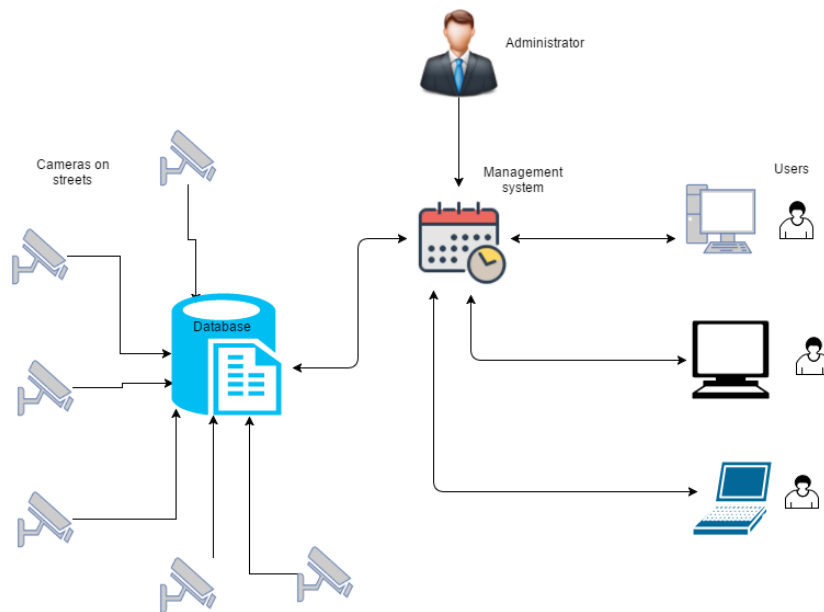 Administrator
Cameras on
streets
Management
system
Users
Database